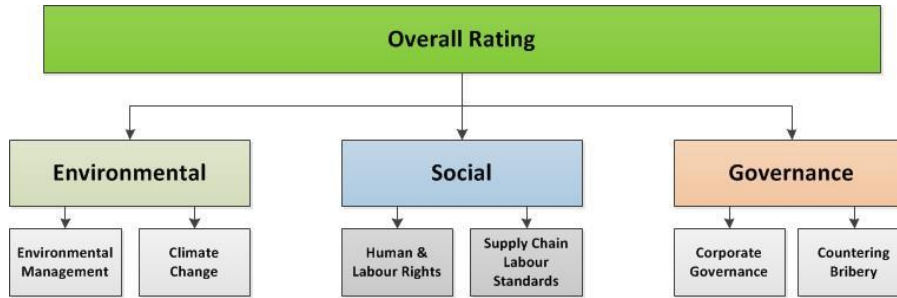 Overall Rating
Environmental
Social
Governance
Environmental
Management
Climate
Change
Human &
Labour Rights
Supply Chain
Labour
Standards
Corporate
Governance
Countering
Bribery